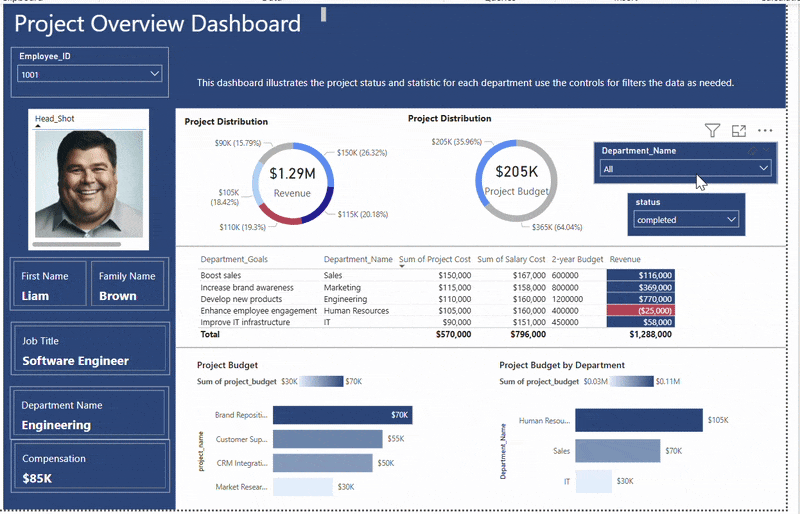 Project Overview Dashboard
Employee_ID
1001
This dashboard illustrates the project status and statistic for each department use the controls for filters the data as needed.
Head_Shot
First Name
Liam
Family Name
Brown
Job Title
Software Engineer
Department Name
Engineering
Compensation
$85K
Project Distribution
$90K (15.79%)
$150K (26.32%)
$1.29M
Revenue
$105K
(18.42%)
$115K (20.18%)
$110K (19.3%)
Project Distribution
$205K (35.96%)
$205K
Project Budget
$365K (64.04%)
Department_Name
All
status
completed
Department_Goals Department_Name Sum of Project Cost Sum of Salary Cost 2-year Budget Revenue
Boost sales Sales $150,000 $167,000 600000 $116,000
Increase brand awareness Marketing $115,000 $158,000 800000 $369,000
Develop new products Engineering $110,000 $160,000 1200000 $770,000
Enhance employee engagement Human Resources $105,000 $160,000 400000 ($25,000)
Improve IT infrastructure IT $90,000 $151,000 450000 $58,000
Total $570,000 $796,000 $1,288,000
Project Budget
Sum of project_budget $30K $70K
project_name
Brand Repositi... $70K
Customer Sup... $55K
CRM Integrati... $50K
Market Resear... $30K
Project Budget by Department
Sum of project_budget $0.03M $0.11M
Department_Name
Human Resou... $105K
Sales $70K
IT $30K